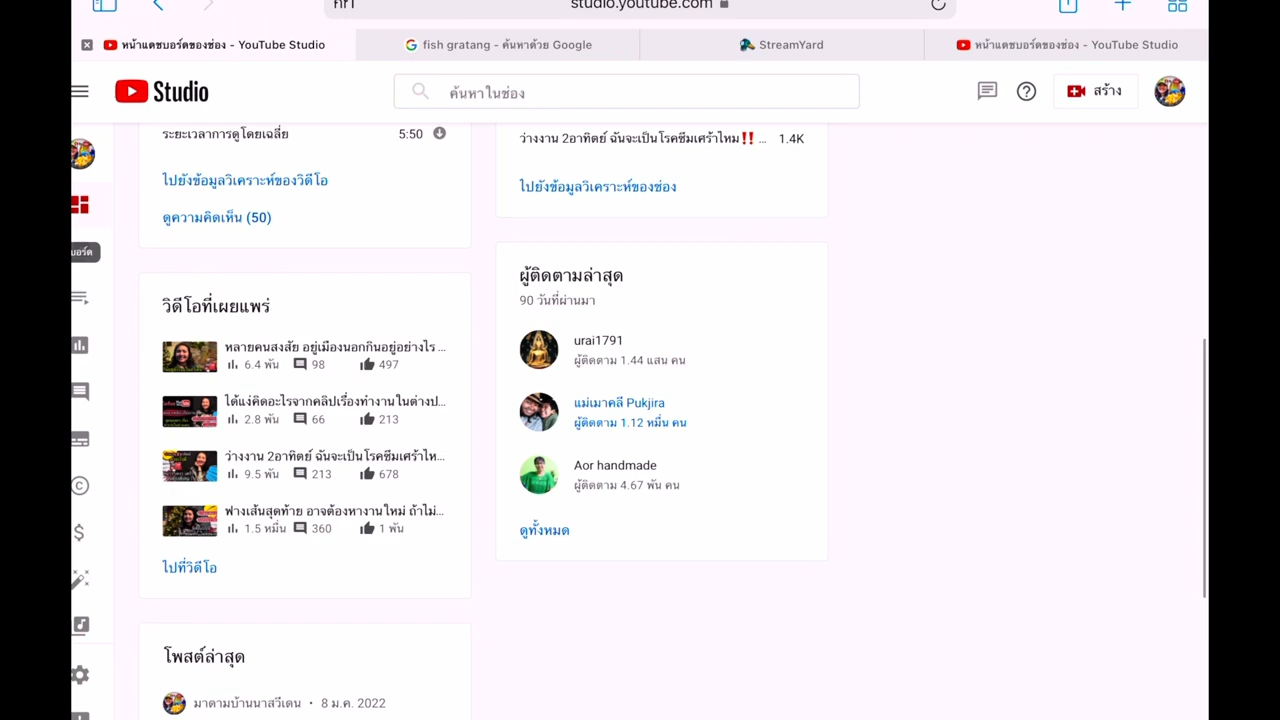 studio.youtube.com
หน้าแดชบอร์ดของช่อง - YouTube Studio
fish gratang - ค้นหาด้วย Google
StreamYard
หน้าแดชบอร์ดของช่อง - YouTube Studio
Studio
ค้นหาในช่อง
สร้าง
ระยะเวลาการดูโดยเฉลี่ย 5:50
ไปยังข้อมูลวิเคราะห์ของวิดีโอ
ดูความคิดเห็น (50)
ว่างงาน 2อาทิตย์ ฉันจะเป็นโรคซึมเศร้าไหม‼️ ... 1.4K
ไปยังข้อมูลวิเคราะห์ของช่อง
บอร์ด
วิดีโอที่เผยแพร่
หลายคนสงสัย อยู่เมืองนอกกินอยู่อย่างไร ...
6.4 พัน 98 497
ได้แง่คิดอะไรจากคลิปเรื่องทำงานในต่างป...
2.8 พัน 66 213
ว่างงาน 2อาทิตย์ ฉันจะเป็นโรคซึมเศร้าไห...
9.5 พัน 213 678
ฟางเส้นสุดท้าย อาจต้องหางานใหม่ ถ้าไม่...
1.5 หมื่น 360 1 พัน
ไปที่วิดีโอ
ผู้ติดตามล่าสุด
90 วันที่ผ่านมา
urai1791
ผู้ติดตาม 1.44 แสน คน
แม่เมาคลี Pukjira
ผู้ติดตาม 1.12 หมื่น คน
Aor handmade
ผู้ติดตาม 4.67 พัน คน
ดูทั้งหมด
โพสต์ล่าสุด
มาดามบ้านนาสวีเดน • 8 ม.ค. 2022